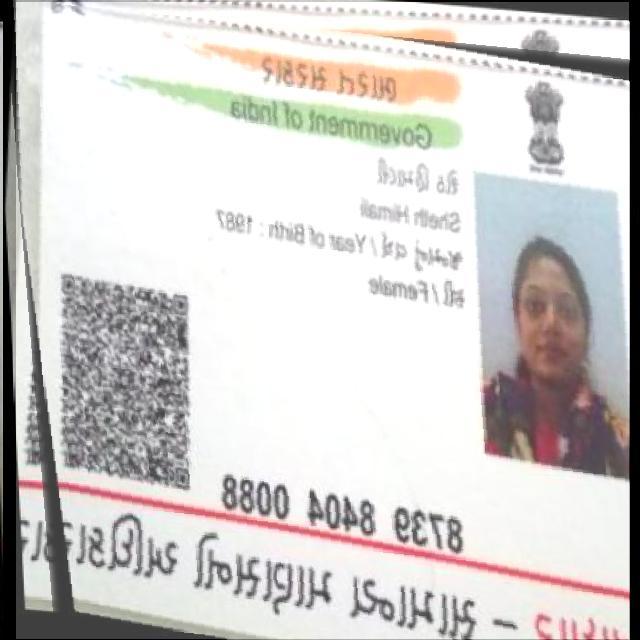 ભારત સરકાર
Government of India
શેઠ હિમાલી
Sheth Himali
જન્મનું વર્ષ / Year of Birth : 1987
સ્ત્રી / Female
8739 8404 0088
– સામાન્ય માણસનો અધિકાર